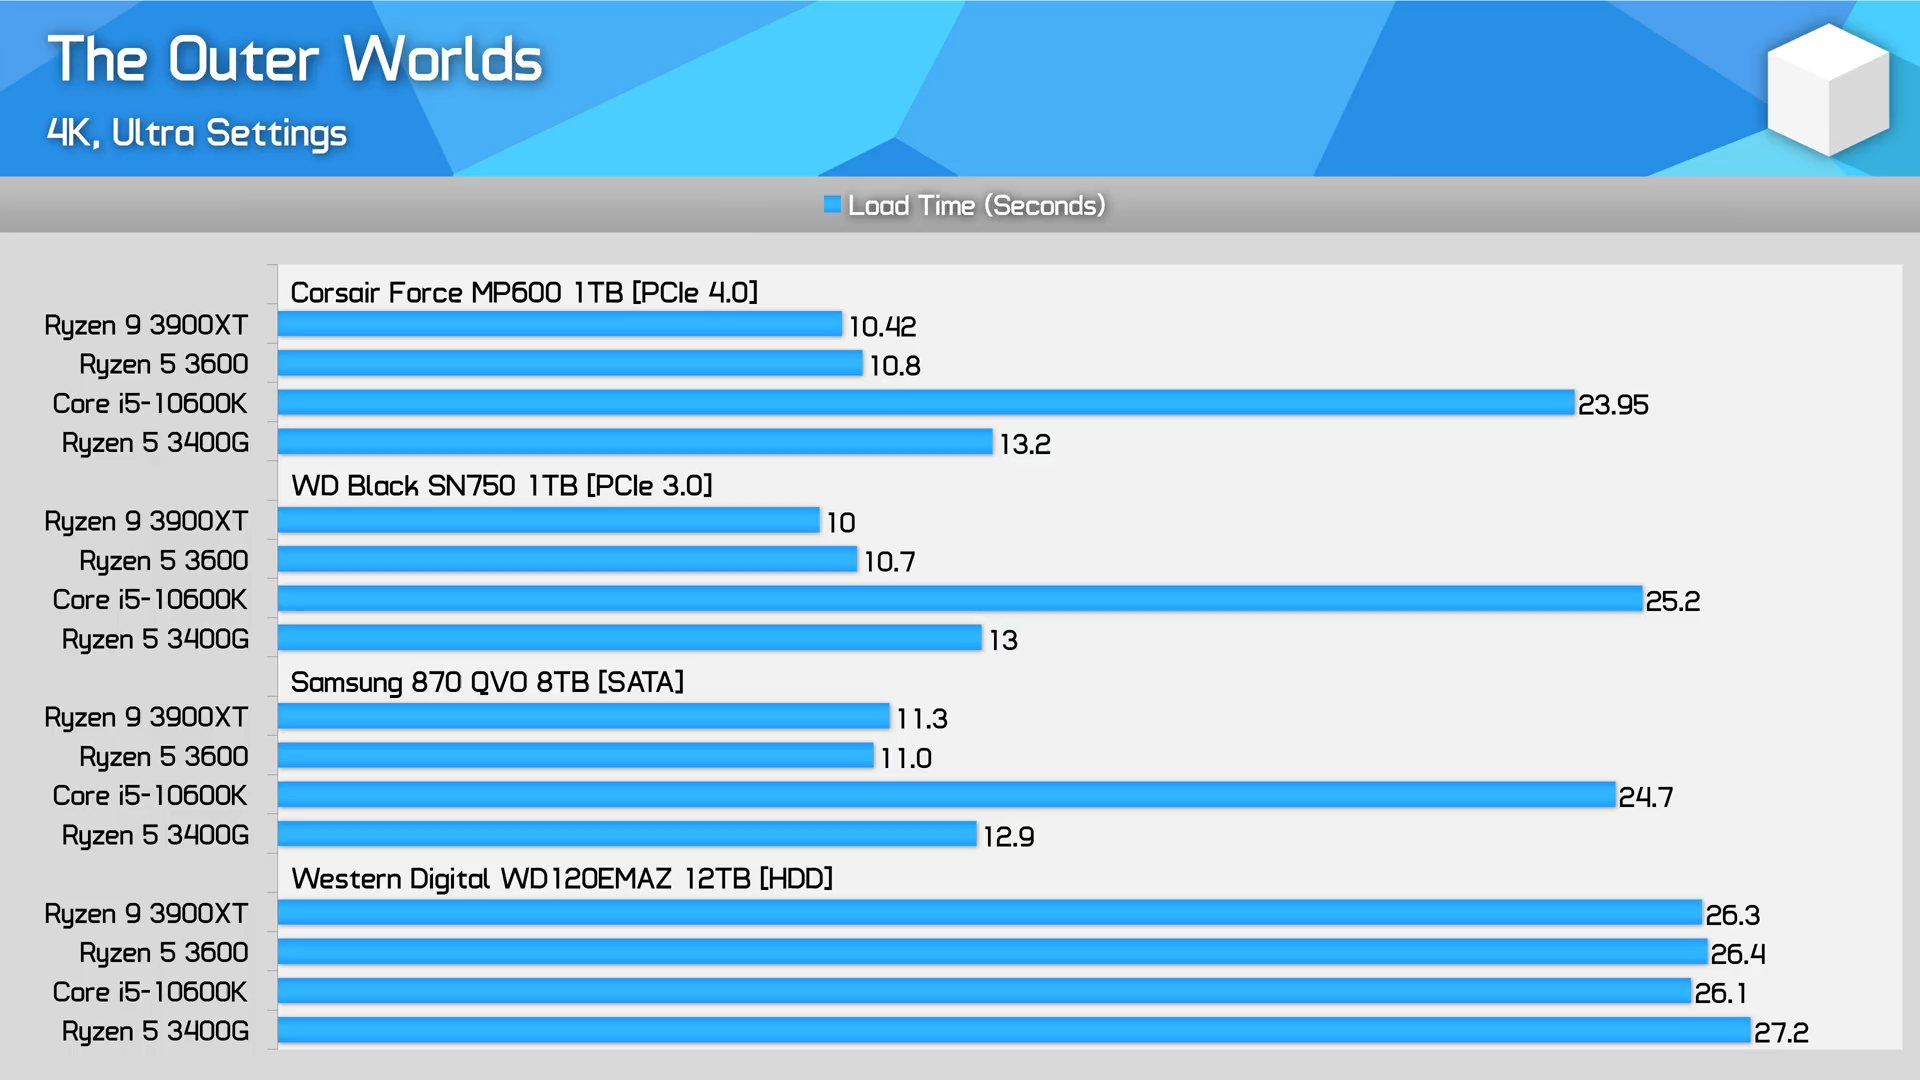 The Outer Worlds
4K, Ultra Settings
Load Time (Seconds)
Corsair Force MP600 1TB [PCIe 4.0]
Ryzen 9 3900XT 10.42
Ryzen 5 3600 10.8
Core i5-10600K 23.95
Ryzen 5 3400G 13.2
WD Black SN750 1TB [PCIe 3.0]
Ryzen 9 3900XT 10
Ryzen 5 3600 10.7
Core i5-10600K 25.2
Ryzen 5 3400G 13
Samsung 870 QVO 8TB [SATA]
Ryzen 9 3900XT 11.3
Ryzen 5 3600 11.0
Core i5-10600K 24.7
Ryzen 5 3400G 12.9
Western Digital WD120EMAZ 12TB [HDD]
Ryzen 9 3900XT 26.3
Ryzen 5 3600 26.4
Core i5-10600K 26.1
Ryzen 5 3400G 27.2